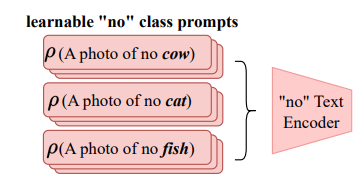 learnable "no" class prompts
ρ(A photo of no cow)
ρ(A photo of no cat)
ρ(A photo of no fish)
"no" Text
Encoder